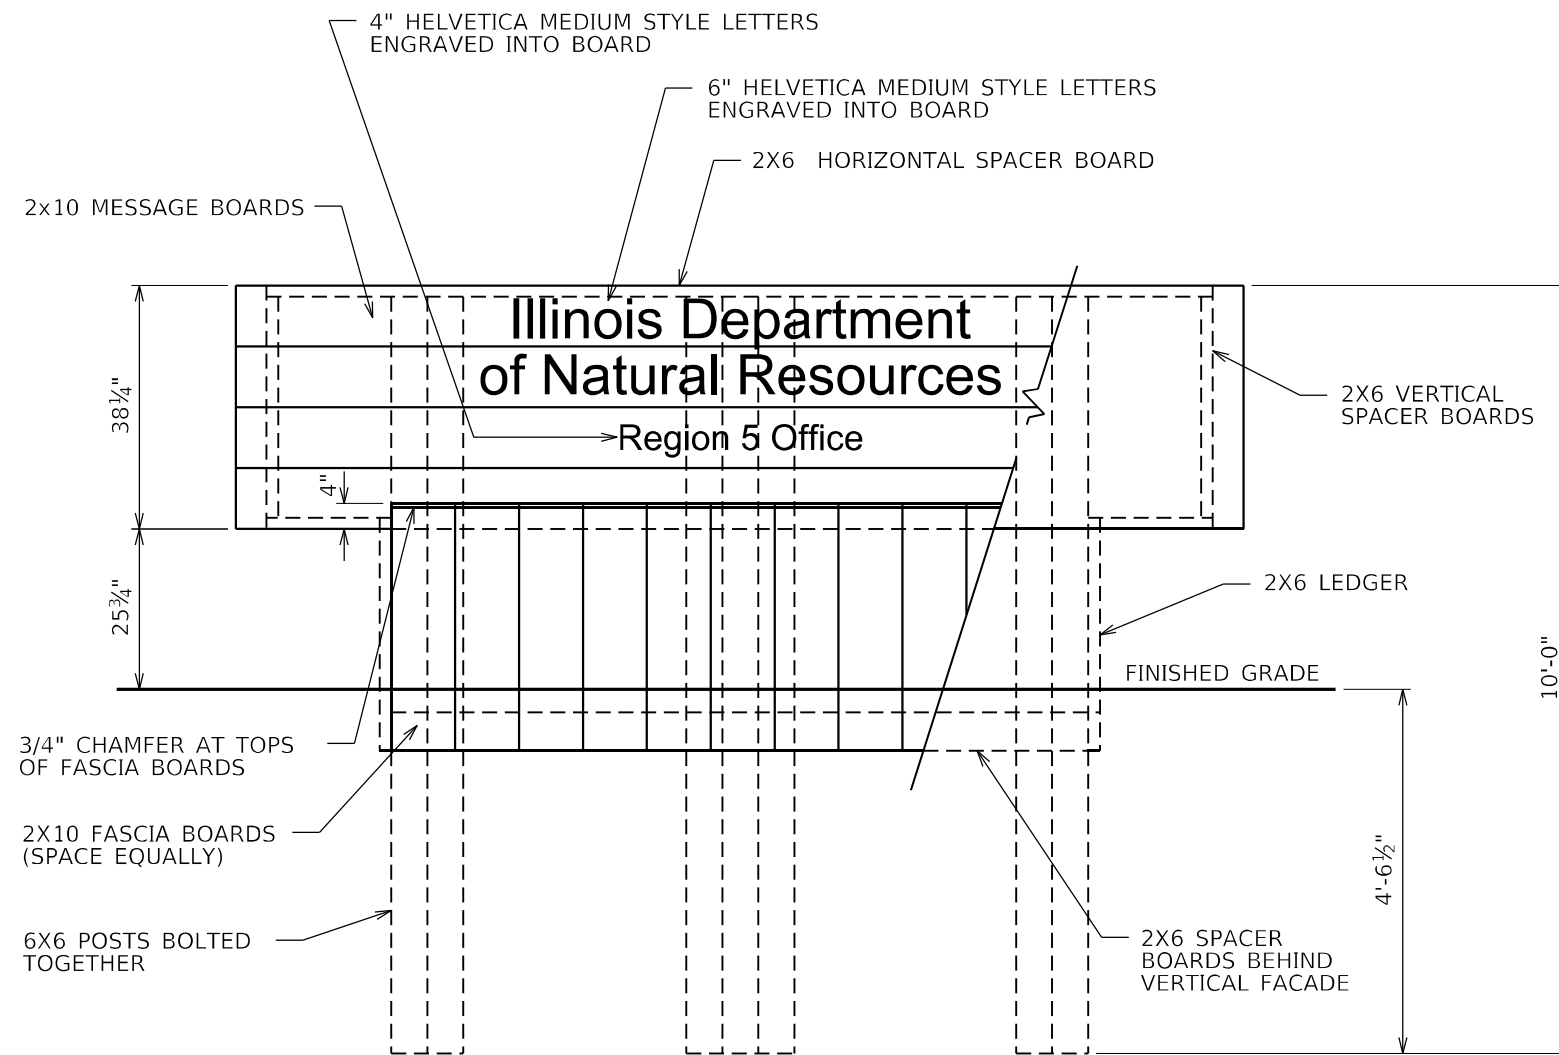 4" HELVETICA MEDIUM STYLE LETTERS
ENGRAVED INTO BOARD
6" HELVETICA MEDIUM STYLE LETTERS
ENGRAVED INTO BOARD
2X6 HORIZONTAL SPACER BOARD
2x10 MESSAGE BOARDS
Illinois Department
of Natural Resources
Region 5 Office
38¼"
4"
25¾"
2X6 VERTICAL
SPACER BOARDS
2X6 LEDGER
FINISHED GRADE
10'-0"
3/4" CHAMFER AT TOPS
OF FASCIA BOARDS
2X10 FASCIA BOARDS
(SPACE EQUALLY)
4'-6½"
6X6 POSTS BOLTED
TOGETHER
2X6 SPACER
BOARDS BEHIND
VERTICAL FACADE